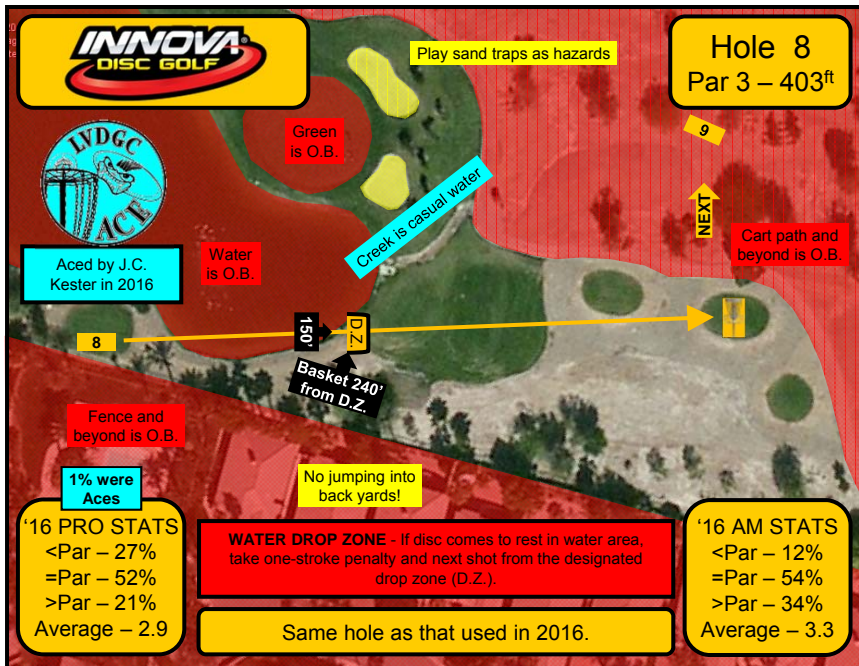 INNOVA®
DISC GOLF
Play sand traps as hazards
Hole 8
Par 3 – 403ft
Green
is O.B.
9
LVDGC
ACE
Creek is casual water
NEXT
Cart path and
beyond is O.B.
Water
is O.B.
Aced by J.C.
Kester in 2016
8
150'
D.Z.
Basket 240'
from D.Z.
Fence and
beyond is O.B.
1% were
Aces
No jumping into
back yards!
‘16 PRO STATS
<Par – 27%
=Par – 52%
>Par – 21%
Average – 2.9
WATER DROP ZONE - If disc comes to rest in water area,
take one-stroke penalty and next shot from the designated
drop zone (D.Z.).
Same hole as that used in 2016.
‘16 AM STATS
<Par – 12%
=Par – 54%
>Par – 34%
Average – 3.3